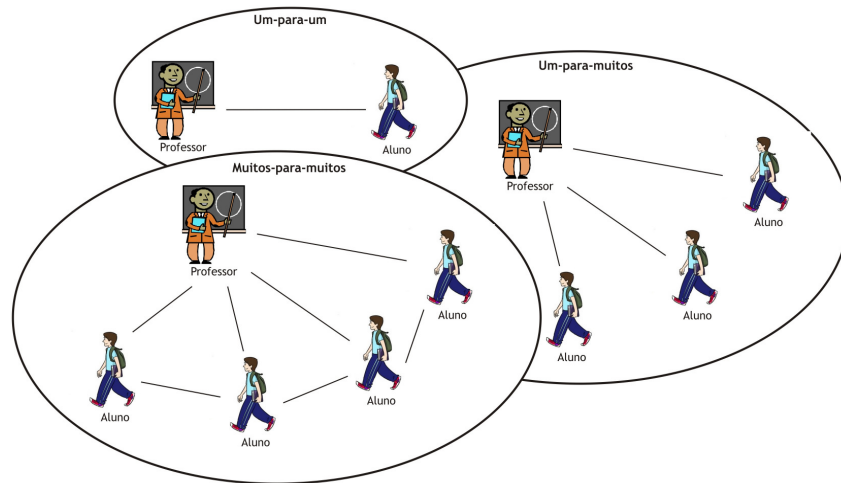 Um-para-um
Professor
Aluno
Um-para-muitos
Professor
Aluno
Aluno
Aluno
Muitos-para-muitos
Professor
Aluno
Aluno
Aluno
Aluno